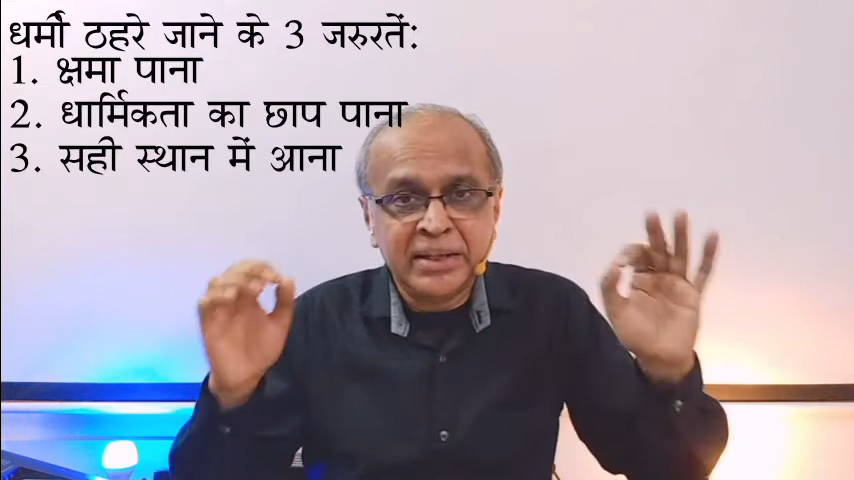 धर्मी ठहरे जाने के 3 जरुरतें:
1. क्षमा पाना
2. धार्मिकता का छाप पाना
3. सही स्थान में आना